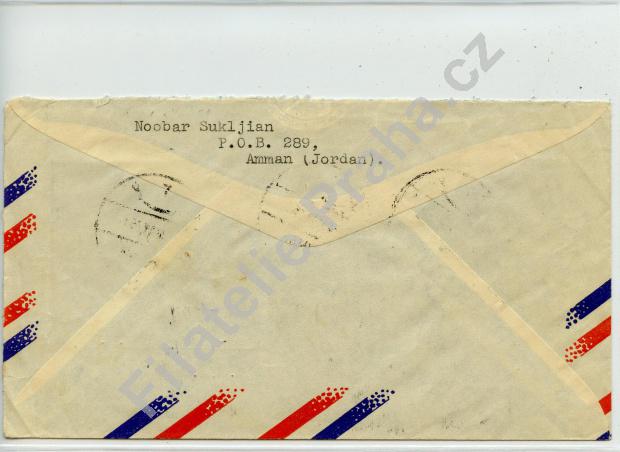 Noobar Sukljian
P.O.B. 289,
Amman (Jordan).
Filatelie Praha.cz